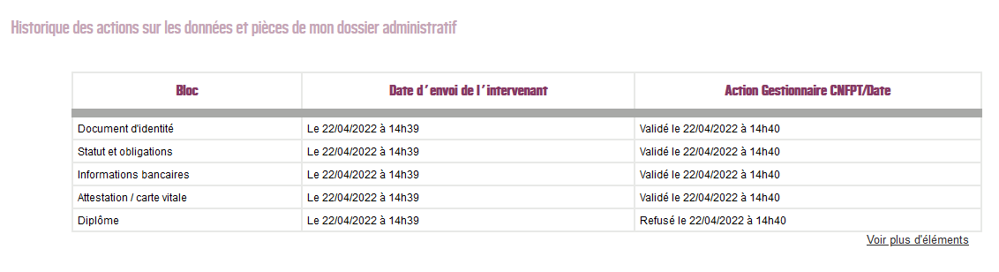 Historique des actions sur les données et pièces de mon dossier administratif
Bloc Date d'envoi de l'intervenant Action Gestionnaire CNFPT/Date
Document d'identité Le 22/04/2022 à 14h39 Validé le 22/04/2022 à 14h40
Statut et obligations Le 22/04/2022 à 14h39 Validé le 22/04/2022 à 14h40
Informations bancaires Le 22/04/2022 à 14h39 Validé le 22/04/2022 à 14h40
Attestation / carte vitale Le 22/04/2022 à 14h39 Validé le 22/04/2022 à 14h40
Diplôme Le 22/04/2022 à 14h39 Refusé le 22/04/2022 à 14h40
Voir plus d'éléments